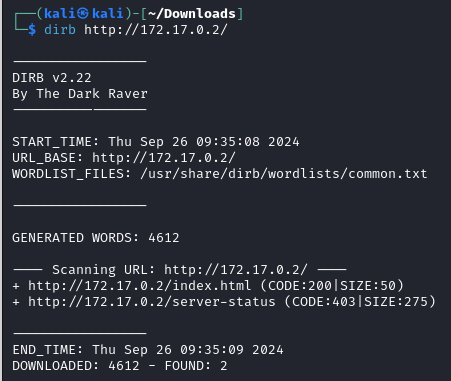 ┌──(kali㉿kali)-[~/Downloads]
└─$ dirb http://172.17.0.2/
-----------------
DIRB v2.22
By The Dark Raver
-----------------
START_TIME: Thu Sep 26 09:35:08 2024
URL_BASE: http://172.17.0.2/
WORDLIST_FILES: /usr/share/dirb/wordlists/common.txt
-----------------
GENERATED WORDS: 4612
---- Scanning URL: http://172.17.0.2/ ----
+ http://172.17.0.2/index.html (CODE:200|SIZE:50)
+ http://172.17.0.2/server-status (CODE:403|SIZE:275)
-----------------
END_TIME: Thu Sep 26 09:35:09 2024
DOWNLOADED: 4612 - FOUND: 2